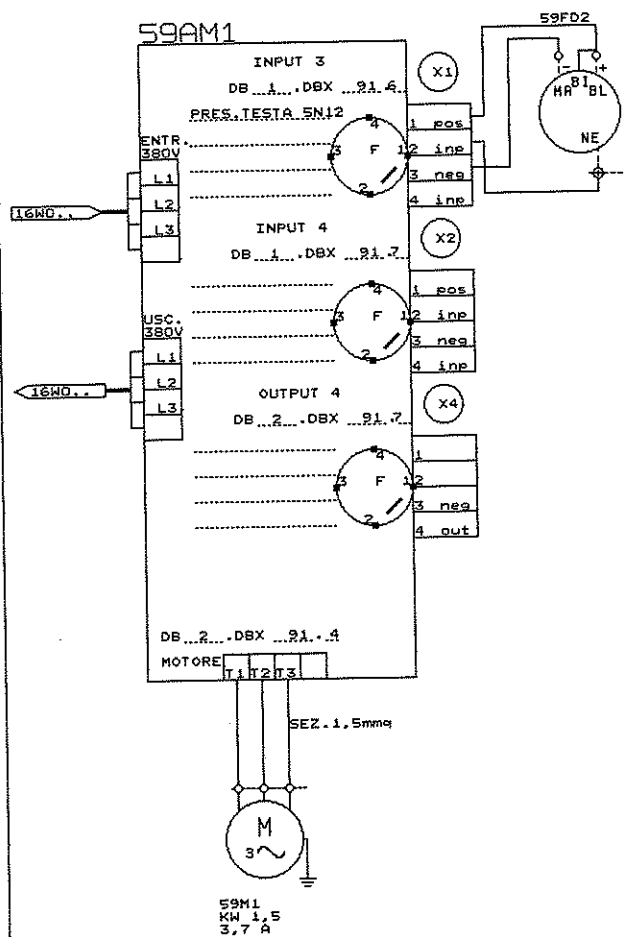 59AM1
59FD2
INPUT 3
X1
DB 1 .DBX 91.6
- +
MA BI BL
NE
PRES.TESTA 5N12
4
3 F 1
2
1 pos
2 inp
3 neg
4 inp
ENTR.
380V
L1
L2
L3
16W0..
INPUT 4
X2
DB 1 .DBX 91.7
4
3 F 1
2
1 pos
2 inp
3 neg
4 inp
USC.
380V
L1
L2
L3
16W0..
OUTPUT 4
X4
DB 2 .DBX 91.7
4
3 F 1
2
1
2
3 neg
4 out
DB 2 .DBX 91.4
MOTORE
T1 T2 T3
SEZ.1,5mmq
M
3
59M1
KW 1,5
3,7 A